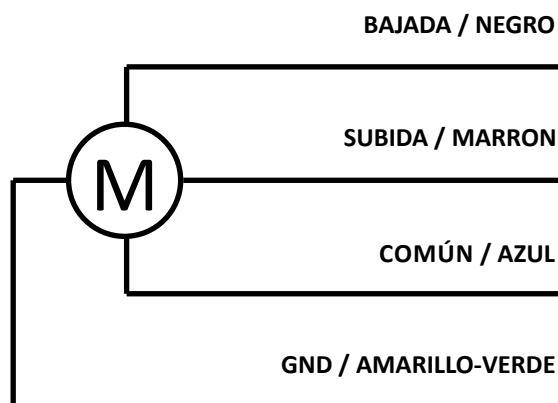 BAJADA / NEGRO
SUBIDA / MARRON
M
COMÚN / AZUL
GND / AMARILLO-VERDE